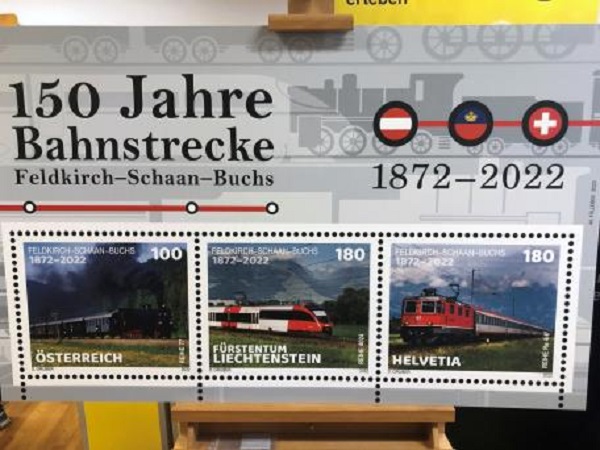 erleben
150 Jahre
Bahnstrecke
Feldkirch–Schaan–Buchs
1872–2022
FELDKIRCH-SCHAAN-BUCHS
1872–2022
100
ÖSTERREICH
FELDKIRCH-SCHAAN-BUCHS
1872–2022
180
FÜRSTENTUM
LIECHTENSTEIN
FELDKIRCH-SCHAAN-BUCHS
1872–2022
180
HELVETIA